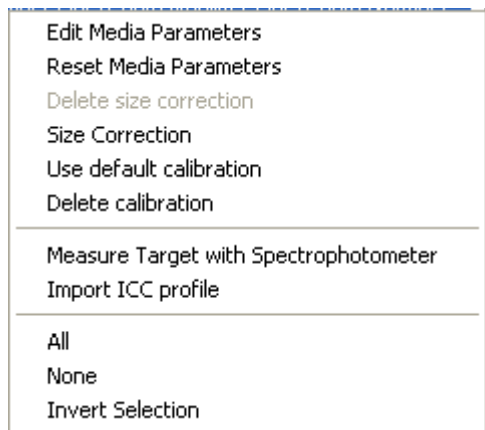 Edit Media Parameters
Reset Media Parameters
Delete size correction
Size Correction
Use default calibration
Delete calibration
Measure Target with Spectrophotometer
Import ICC profile
All
None
Invert Selection